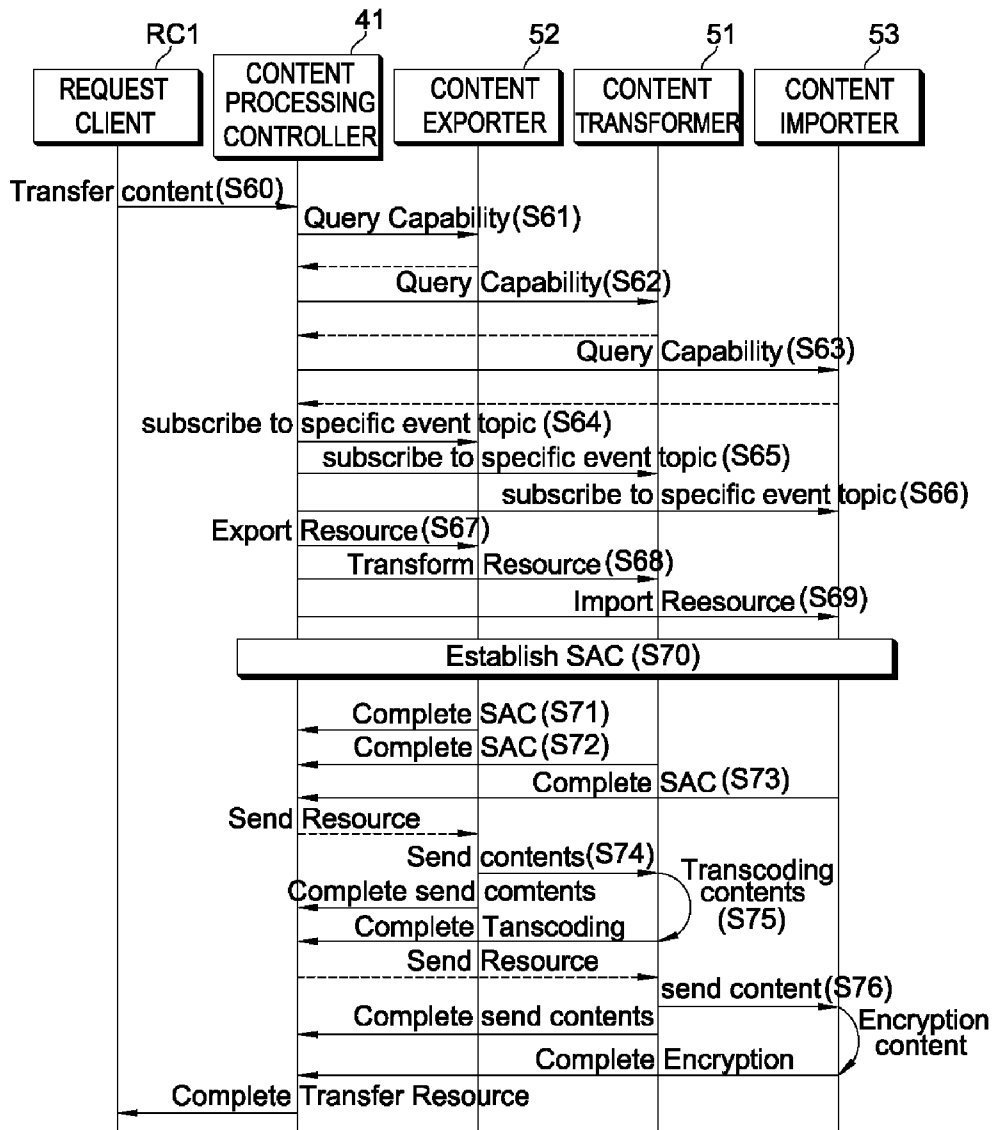 RC1
41
52
51
53
REQUEST
CLIENT
CONTENT
PROCESSING
CONTROLLER
CONTENT
EXPORTER
CONTENT
TRANSFORMER
CONTENT
IMPORTER
Transfer content(S60)
Query Capability(S61)
Query Capability(S62)
Query Capability(S63)
subscribe to specific event topic (S64)
subscribe to specific event topic (S65)
subscribe to specific event topic (S66)
Export Resource(S67)
Transform Resource(S68)
Import Reesource(S69)
Establish SAC (S70)
Complete SAC(S71)
Complete SAC(S72)
Complete SAC(S73)
Send Resource
Send contents(S74)
Transcoding
contents
(S75)
Complete send comtents
Complete Tanscoding
Send Resource
send content(S76)
Complete send contents
Encryption
content
Complete Encryption
Complete Transfer Resource